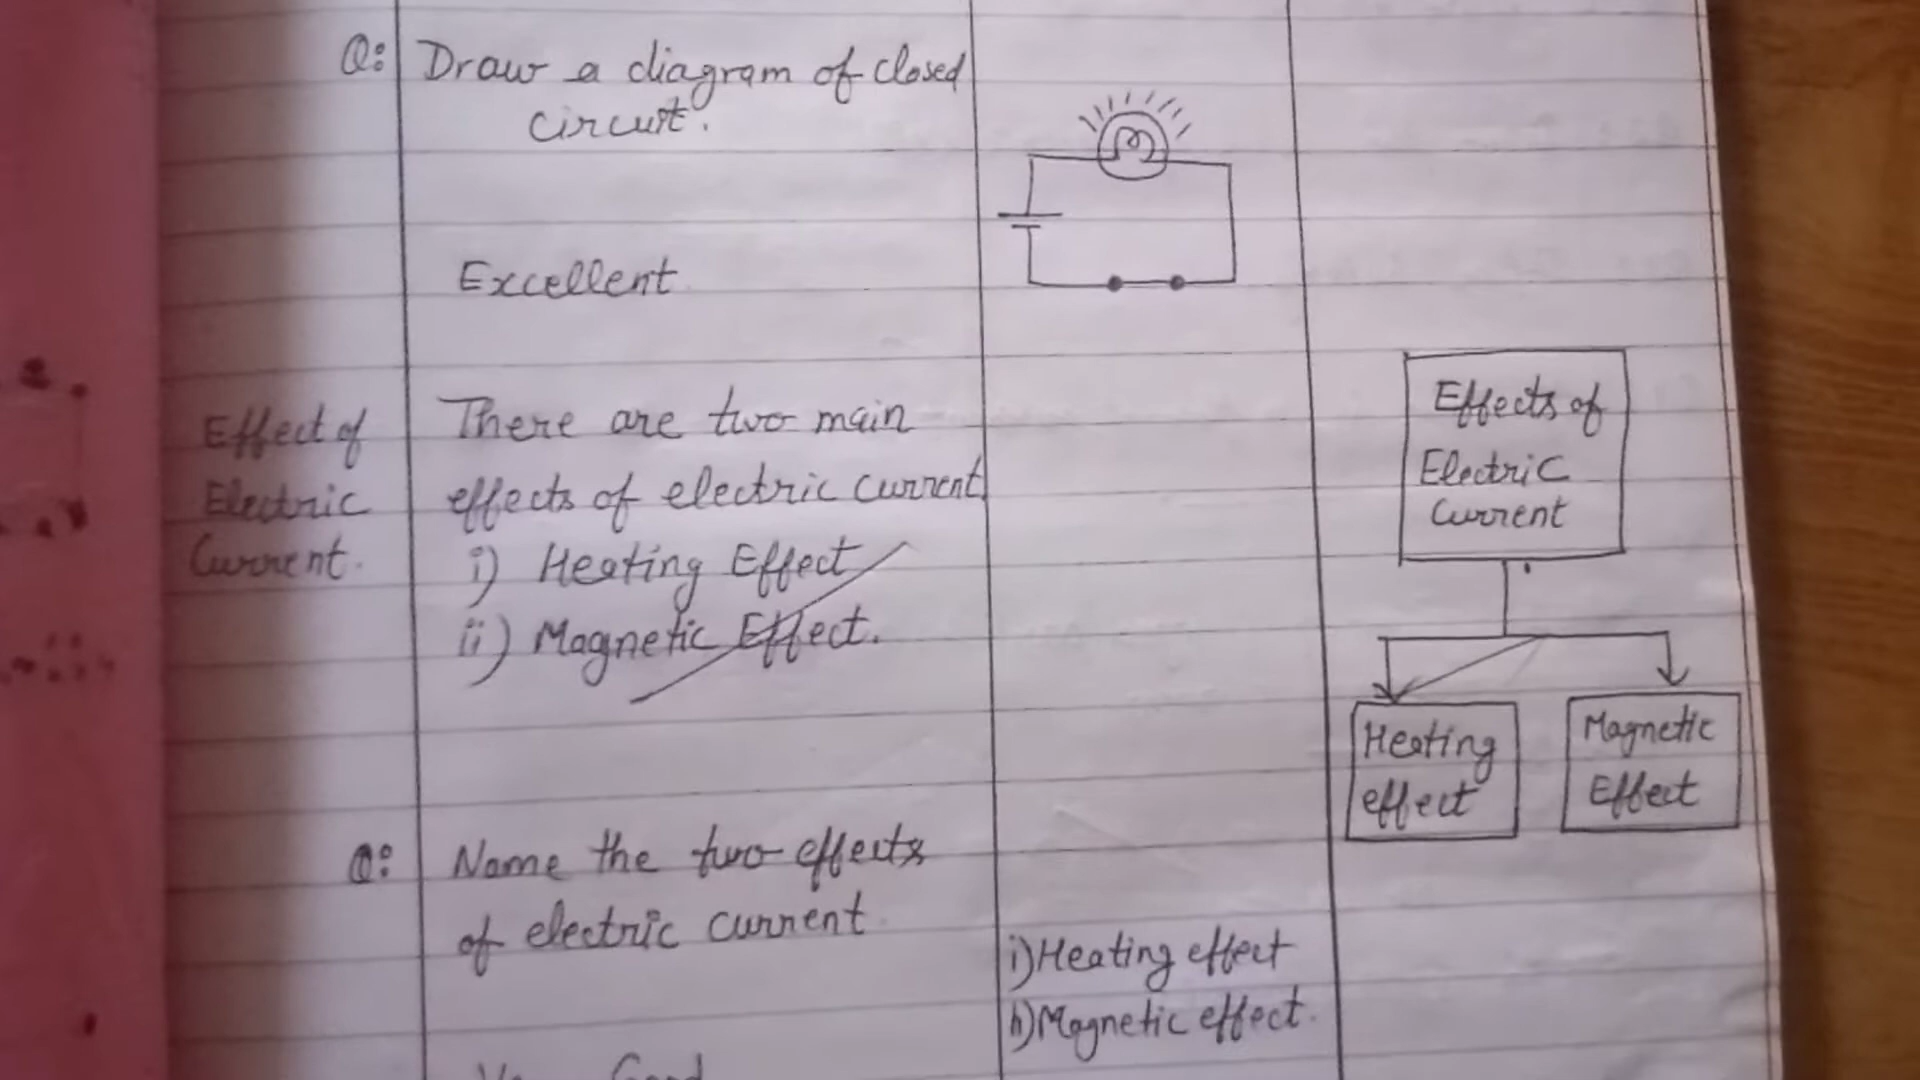 Q: Draw a diagram of closed
circuit.
Excellent
Effect of
Electric
Current.
There are two main
effects of electric current
i) Heating Effect
ii) Magnetic Effect.
Effects of
Electric
Current
Heating
effect
Magnetic
Effect
Q: Name the two effects
of electric current
i) Heating effect
ii) Magnetic effect.
Good